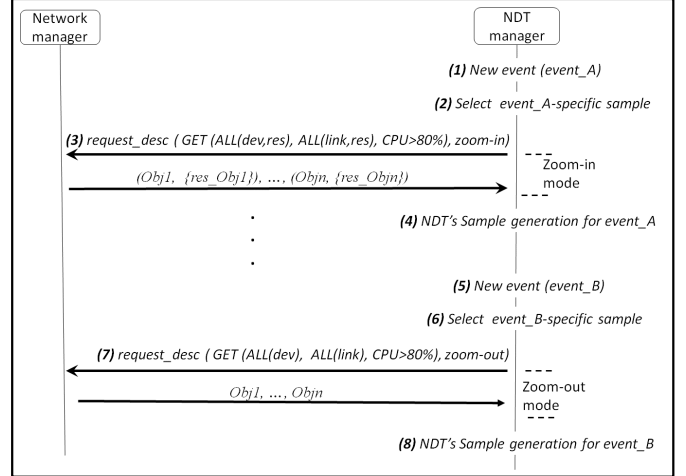 Network
manager
NDT
manager
(1) New event (event_A)
(2) Select event_A-specific sample
(3) request_desc ( GET (ALL(dev,res), ALL(link,res), CPU>80%), zoom-in)
Zoom-in
mode
(Obj1, {res_Obj1}), ..., (Objn, {res_Objn})
(4) NDT's Sample generation for event_A
(5) New event (event_B)
(6) Select event_B-specific sample
(7) request_desc ( GET (ALL(dev), ALL(link), CPU>80%), zoom-out)
Obj1, ..., Objn
Zoom-out
mode
(8) NDT's Sample generation for event_B